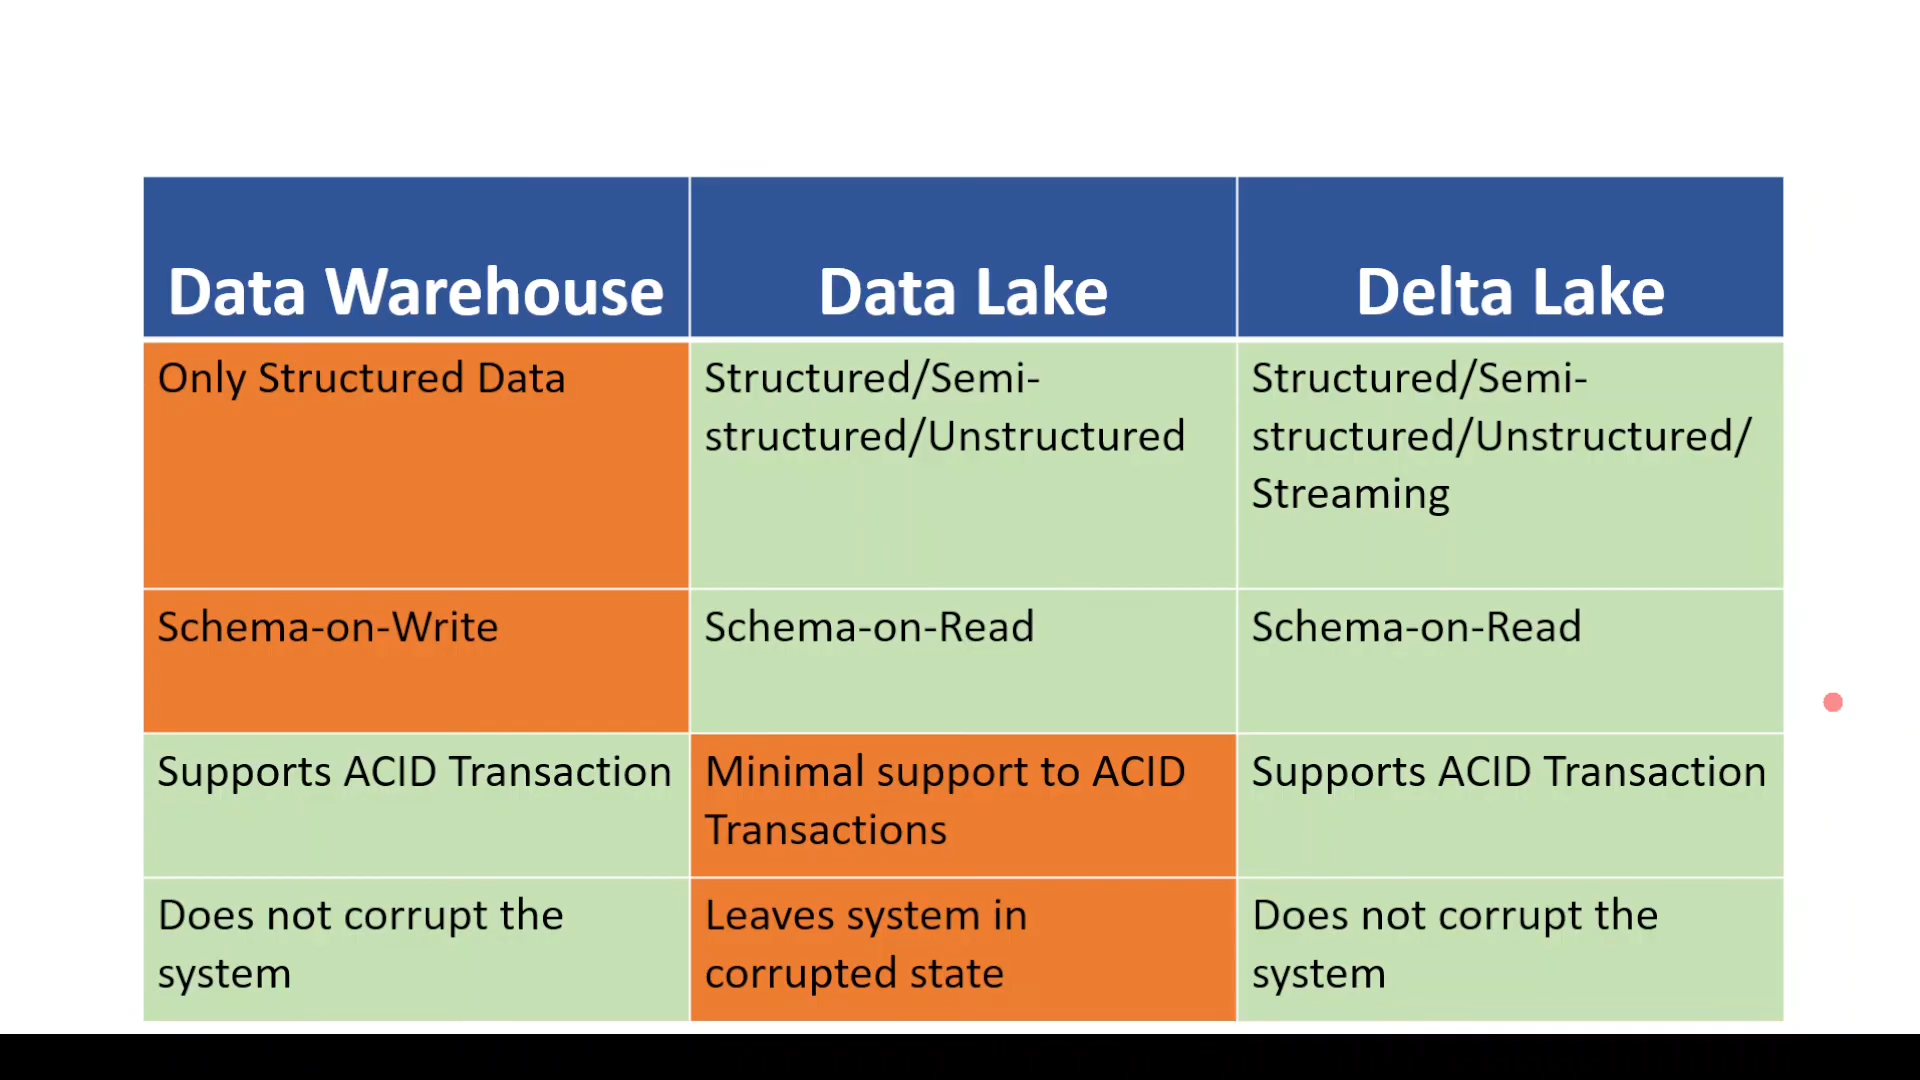 Data Warehouse
Data Lake
Delta Lake
Only Structured Data
Structured/Semi-
structured/Unstructured
Structured/Semi-
structured/Unstructured/
Streaming
Schema-on-Write
Schema-on-Read
Schema-on-Read
Supports ACID Transaction
Minimal support to ACID
Transactions
Supports ACID Transaction
Does not corrupt the
system
Leaves system in
corrupted state
Does not corrupt the
system